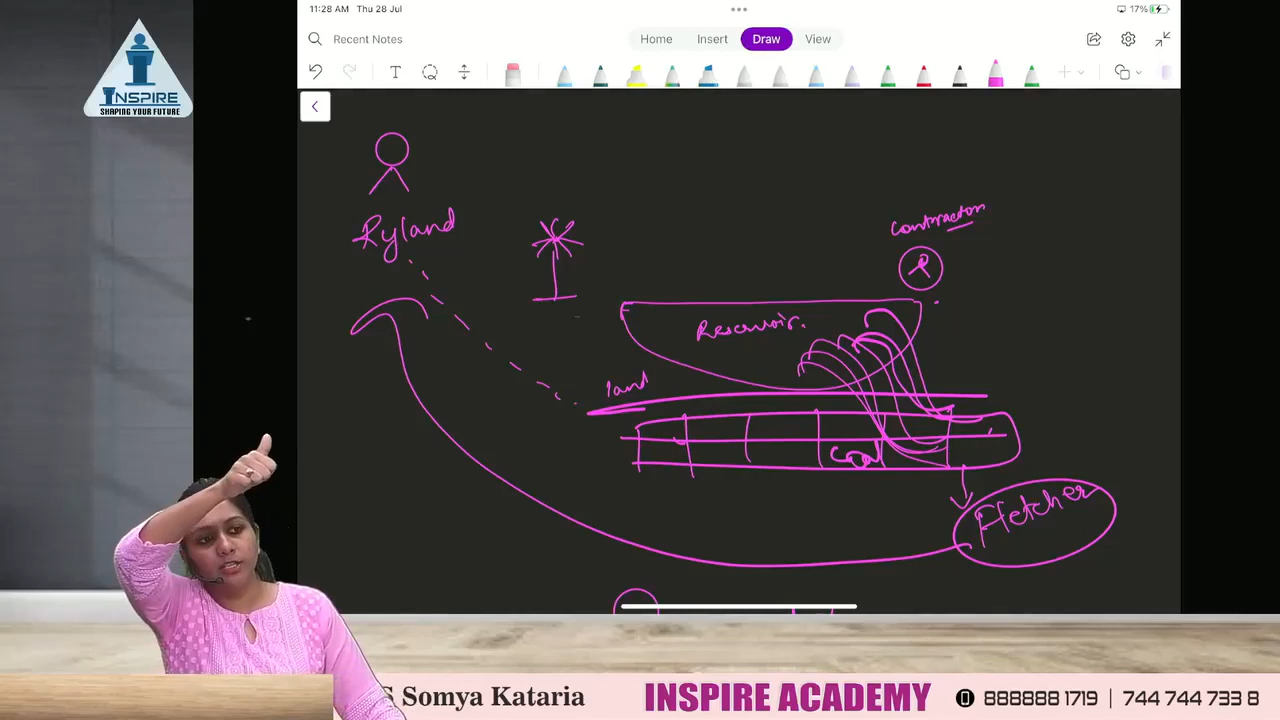 11:28 AM Thu 28 Jul
17%
Recent Notes
Home Insert Draw View
T
INSPIRE
SHAPING YOUR FUTURE
Ryland
Contractor
R
Reservoir.
land
Coal
Fletcher
S Somya Kataria
INSPIRE ACADEMY
888888 1719 | 744 744 733 8